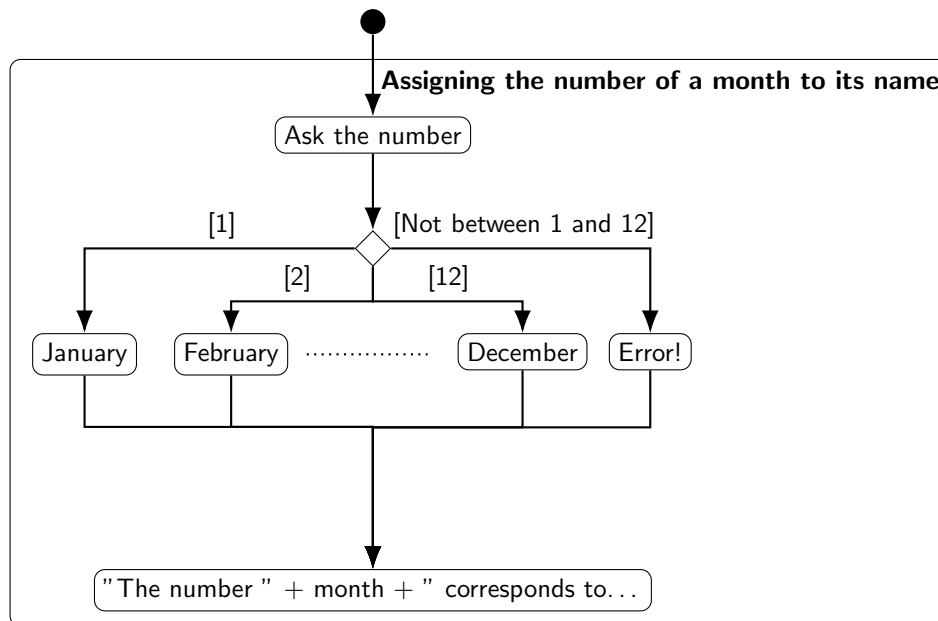 Assigning the number of a month to its name
Ask the number
[1]
[Not between 1 and 12]
[2]
[12]
January
February
December
Error!
"The number " + month + " corresponds to...